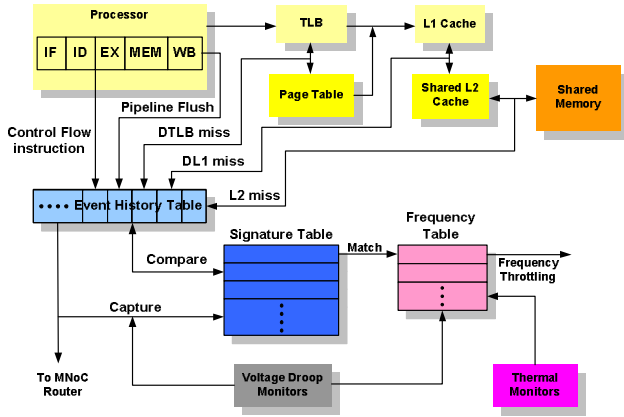 Processor
IF ID EX MEM WB
TLB
L1 Cache
Page Table
Shared L2
Cache
Shared
Memory
Pipeline Flush
Control Flow
instruction
DTLB miss
DL1 miss
L2 miss
•••• Event History Table
Signature Table
Frequency
Table
Compare
Match
Frequency
Throttling
Capture
To MNoC
Router
Voltage Droop
Monitors
Thermal
Monitors